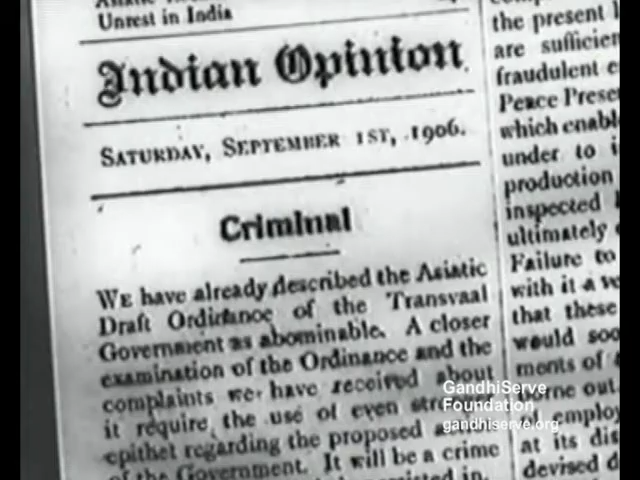 Unrest in India
Indian Opinion
SATURDAY, SEPTEMBER 1ST, 1906.
Criminal
WE have already described the Asiatic
Draft Ordinance of the Transvaal
Government as abominable. A closer
examination of the Ordinance and the
complaints we have received about
it require the use of even
epithet regarding the proposed
of the Government. It will be a crime
the present
are sufficien
fraudulent
Peace Prese
which enabl
under to
production
inspected
ultimately
Failure to
with it a
that these
would soo
ments of
orne out
employ
at its dis
devised
GandhiServe
Foundation
gandhiserve.org